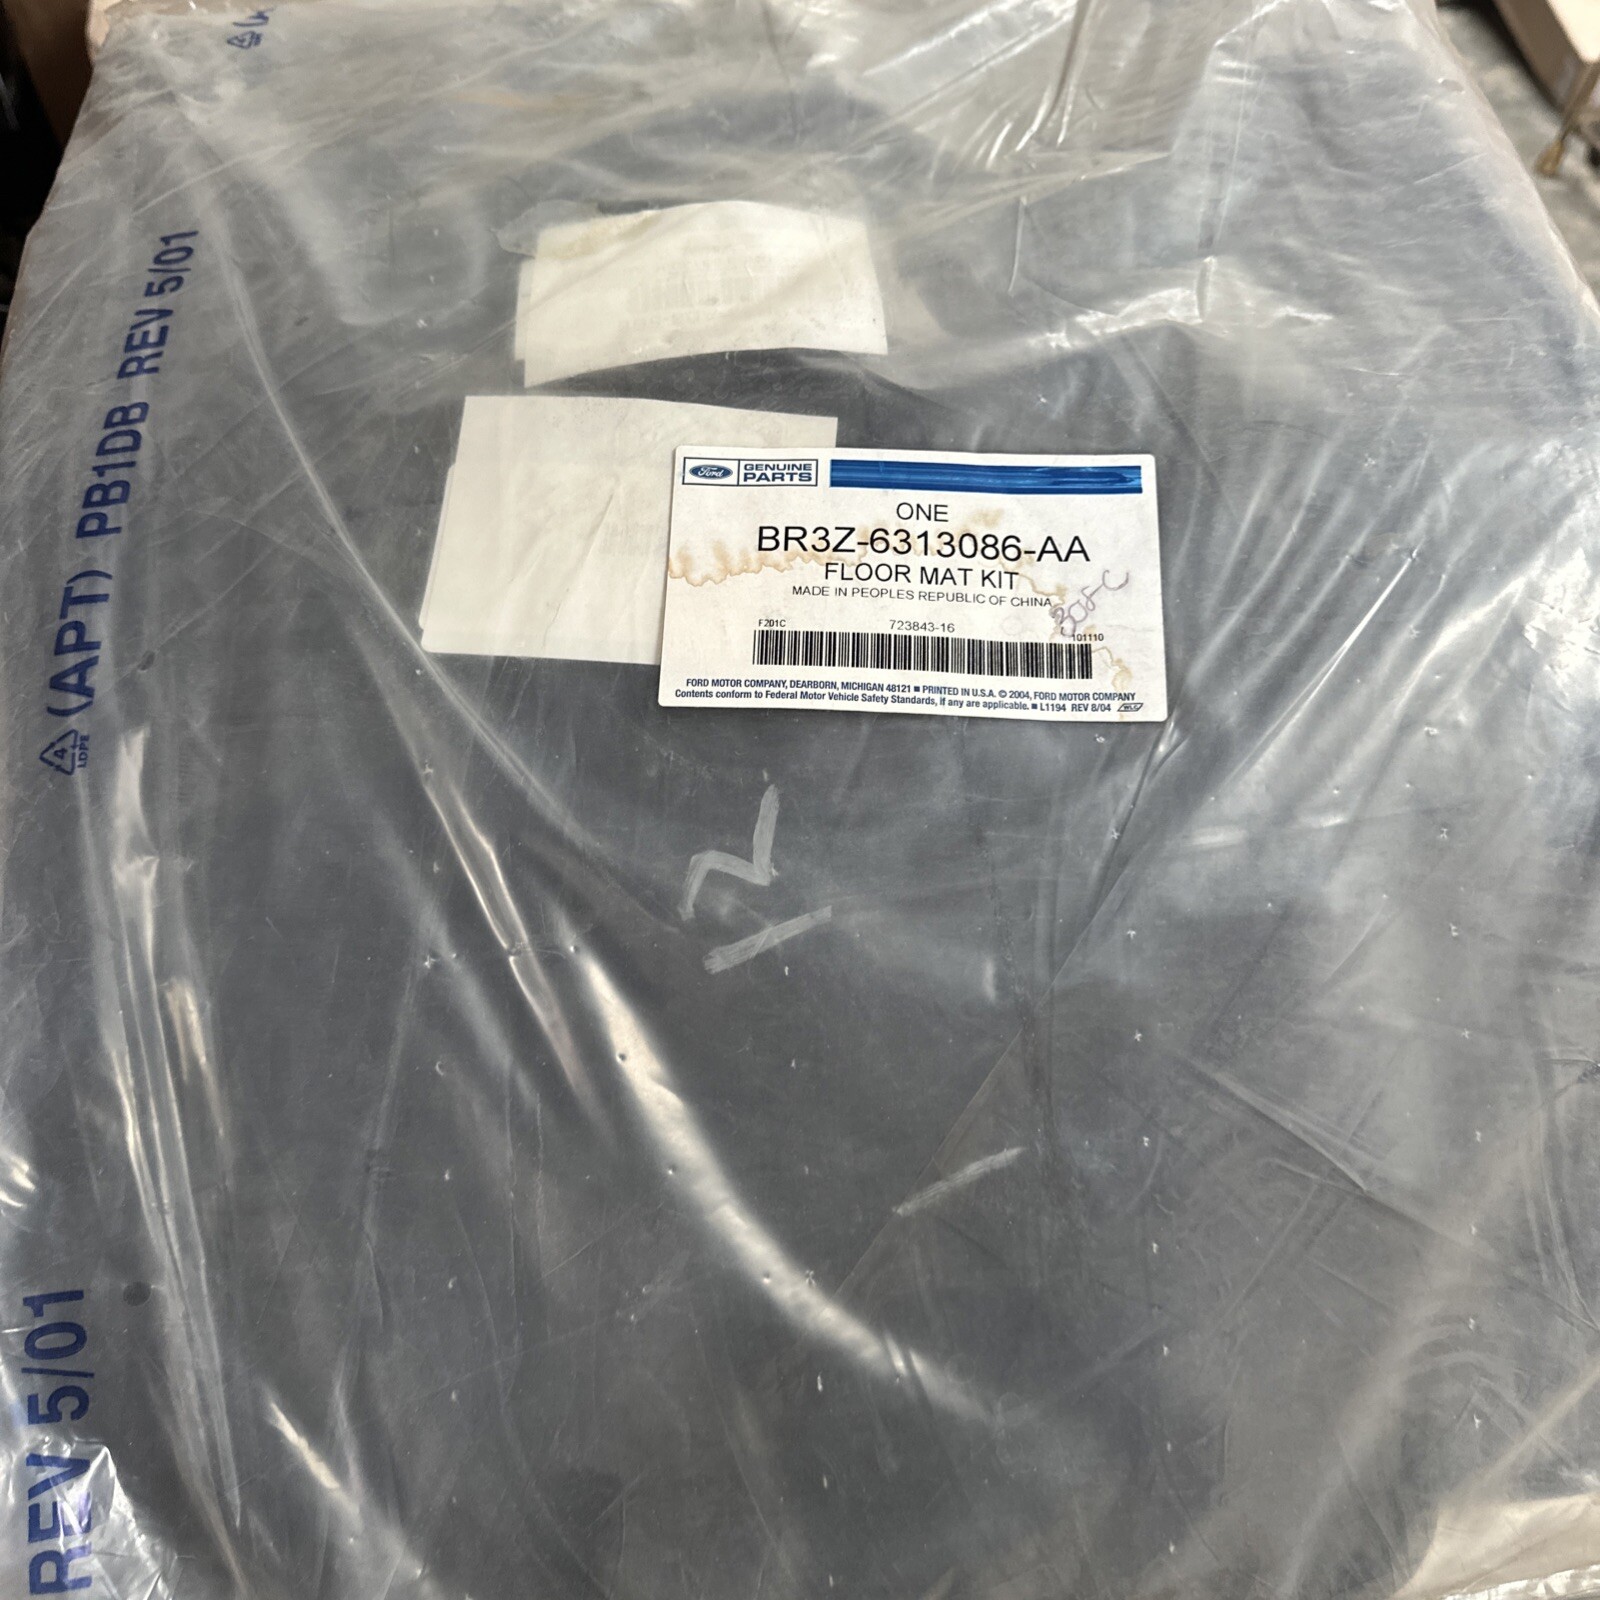 (APT) PB1DB REV 5/01
4
LDPE
REV 5/01
Ford
GENUINE
PARTS
ONE
BR3Z-6313086-AA
FLOOR MAT KIT
MADE IN PEOPLES REPUBLIC OF CHINA
F201C 723843-16 101110
FORD MOTOR COMPANY, DEARBORN, MICHIGAN 48121 ■ PRINTED IN U.S.A. © 2004, FORD MOTOR COMPANY
Contents conform to Federal Motor Vehicle Safety Standards, if any are applicable. ■ L1194 REV 8/04